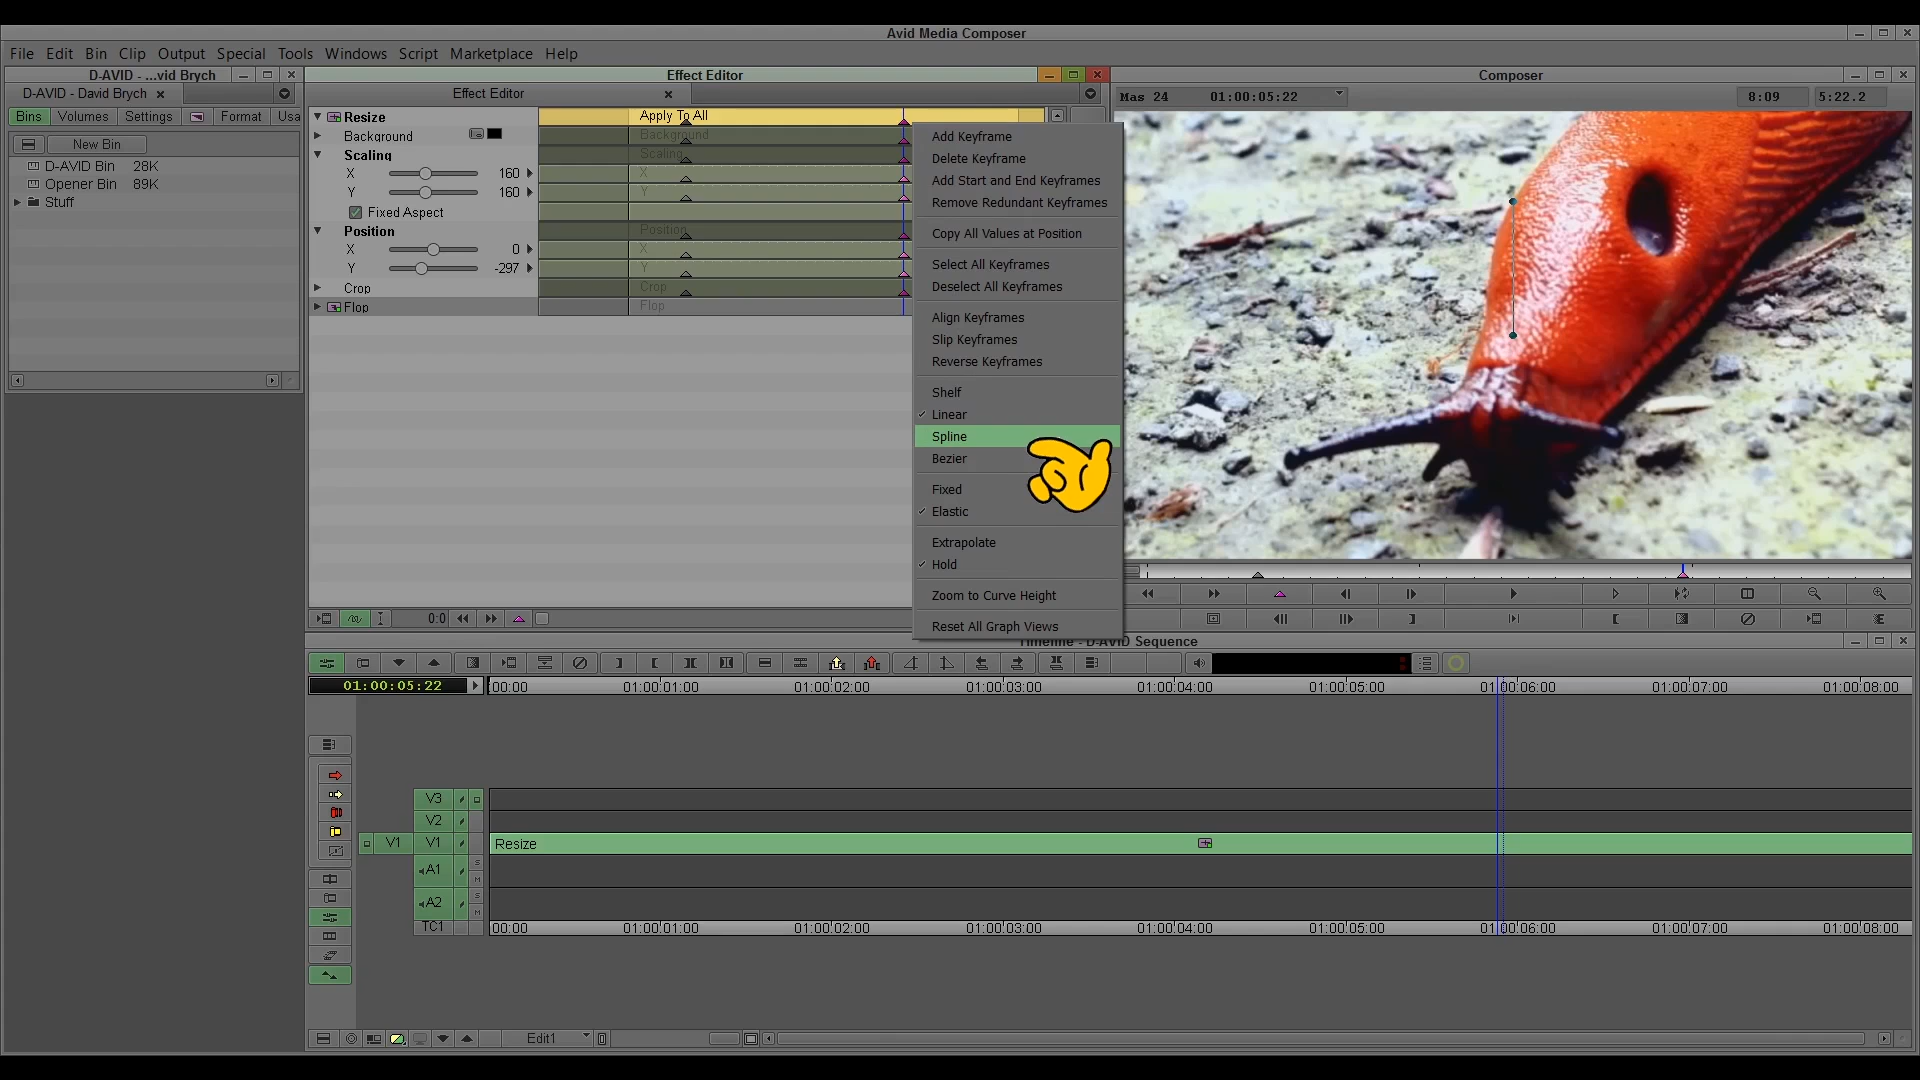 Avid Media Composer
File Edit Bin Clip Output Special Tools Windows Script Marketplace Help
D-AVID - ...vid Brych
Effect Editor
Composer
D-AVID - David Brych
Effect Editor
Mas 24 01:00:05:22 8:09 5:22.2
Bins Volumes Settings Format Usa
New Bin
D-AVID Bin 28K
Opener Bin 89K
Stuff
Resize Apply To All
Background Background
Scaling Scaling
X 160 X
Y 160 Y
Fixed Aspect
Position Position
X 0 X
Y -297 Y
Crop Crop
Flop Flop
Add Keyframe
Delete Keyframe
Add Start and End Keyframes
Remove Redundant Keyframes
Copy All Values at Position
Select All Keyframes
Deselect All Keyframes
Align Keyframes
Slip Keyframes
Reverse Keyframes
Shelf
Linear
Spline
Bezier
Fixed
Elastic
Extrapolate
Hold
Zoom to Curve Height
Reset All Graph Views
0:0
Timeline - D-AVID Sequence
01:00:05:22 00:00 01:00:01:00 01:00:02:00 01:00:03:00 01:00:04:00 01:00:05:00 01:00:06:00 01:00:07:00 01:00:08:00
V3
V2
V1 V1 Resize
A1 S M
A2 S M
TC1 00:00 01:00:01:00 01:00:02:00 01:00:03:00 01:00:04:00 01:00:05:00 01:00:06:00 01:00:07:00 01:00:08:00
Edit1